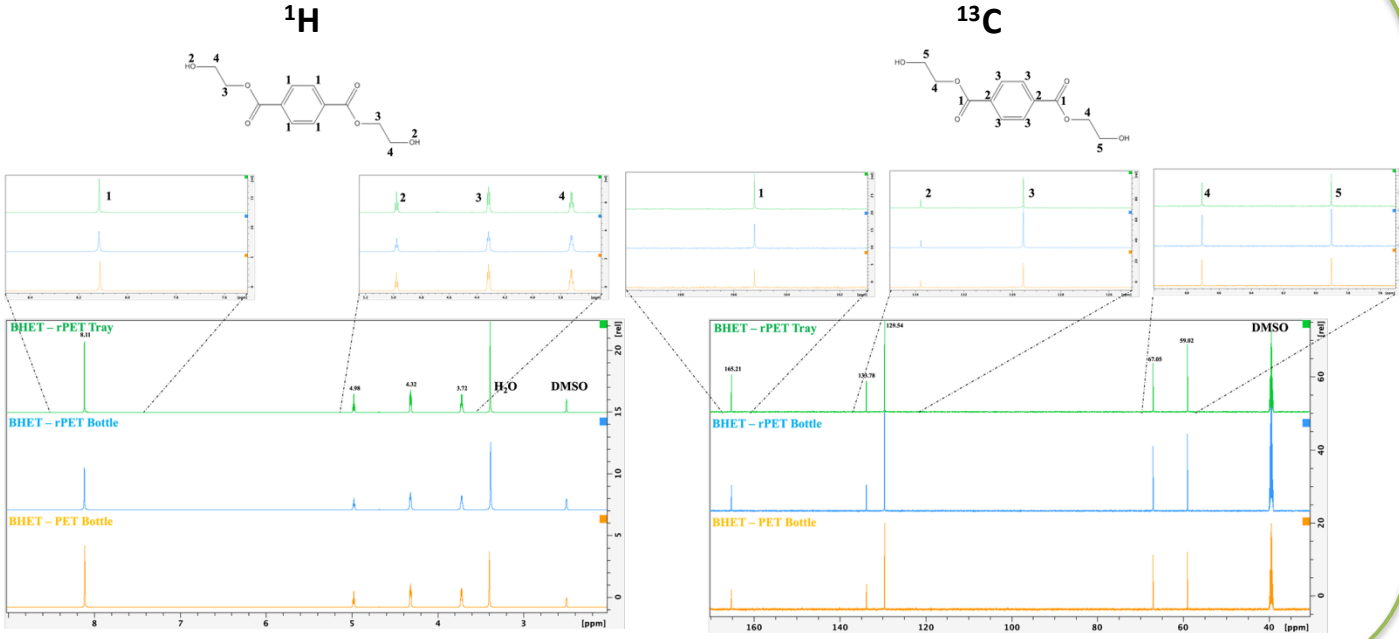 ¹H
¹³C
2
HO
4
3
O
O
1
1
1
1
O
O
3
4
2
OH
5
HO
4
O
1
O
2
3
3
3
3
2
O
1
O
4
5
OH
1
2
3
4
1
2
3
4
5
BHET – rPET Tray
8.11
4.98
4.32
3.72
H₂O
DMSO
BHET – rPET Bottle
BHET – PET Bottle
[rel]
20
15
10
5
0
8
7
6
5
4
3
[ppm]
BHET – rPET Tray
165.21
133.78
129.54
67.05
59.02
DMSO
BHET – rPET Bottle
BHET – PET Bottle
[rel]
60
40
20
0
160
140
120
100
80
60
40
[ppm]